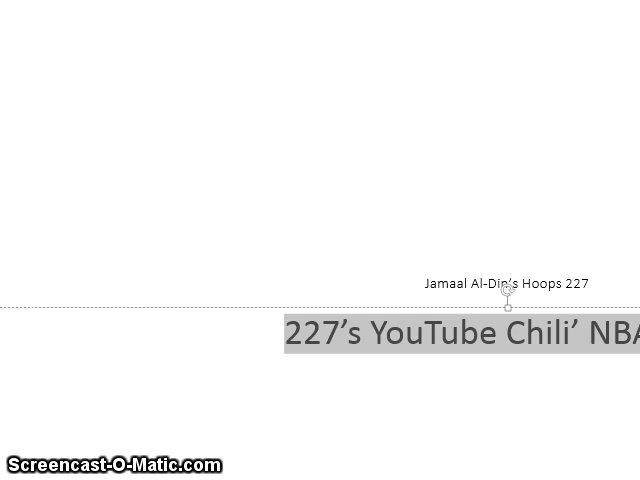 Jamaal Al-Din's Hoops 227
227’s YouTube Chili’ NBA
Screencast-O-Matic.com